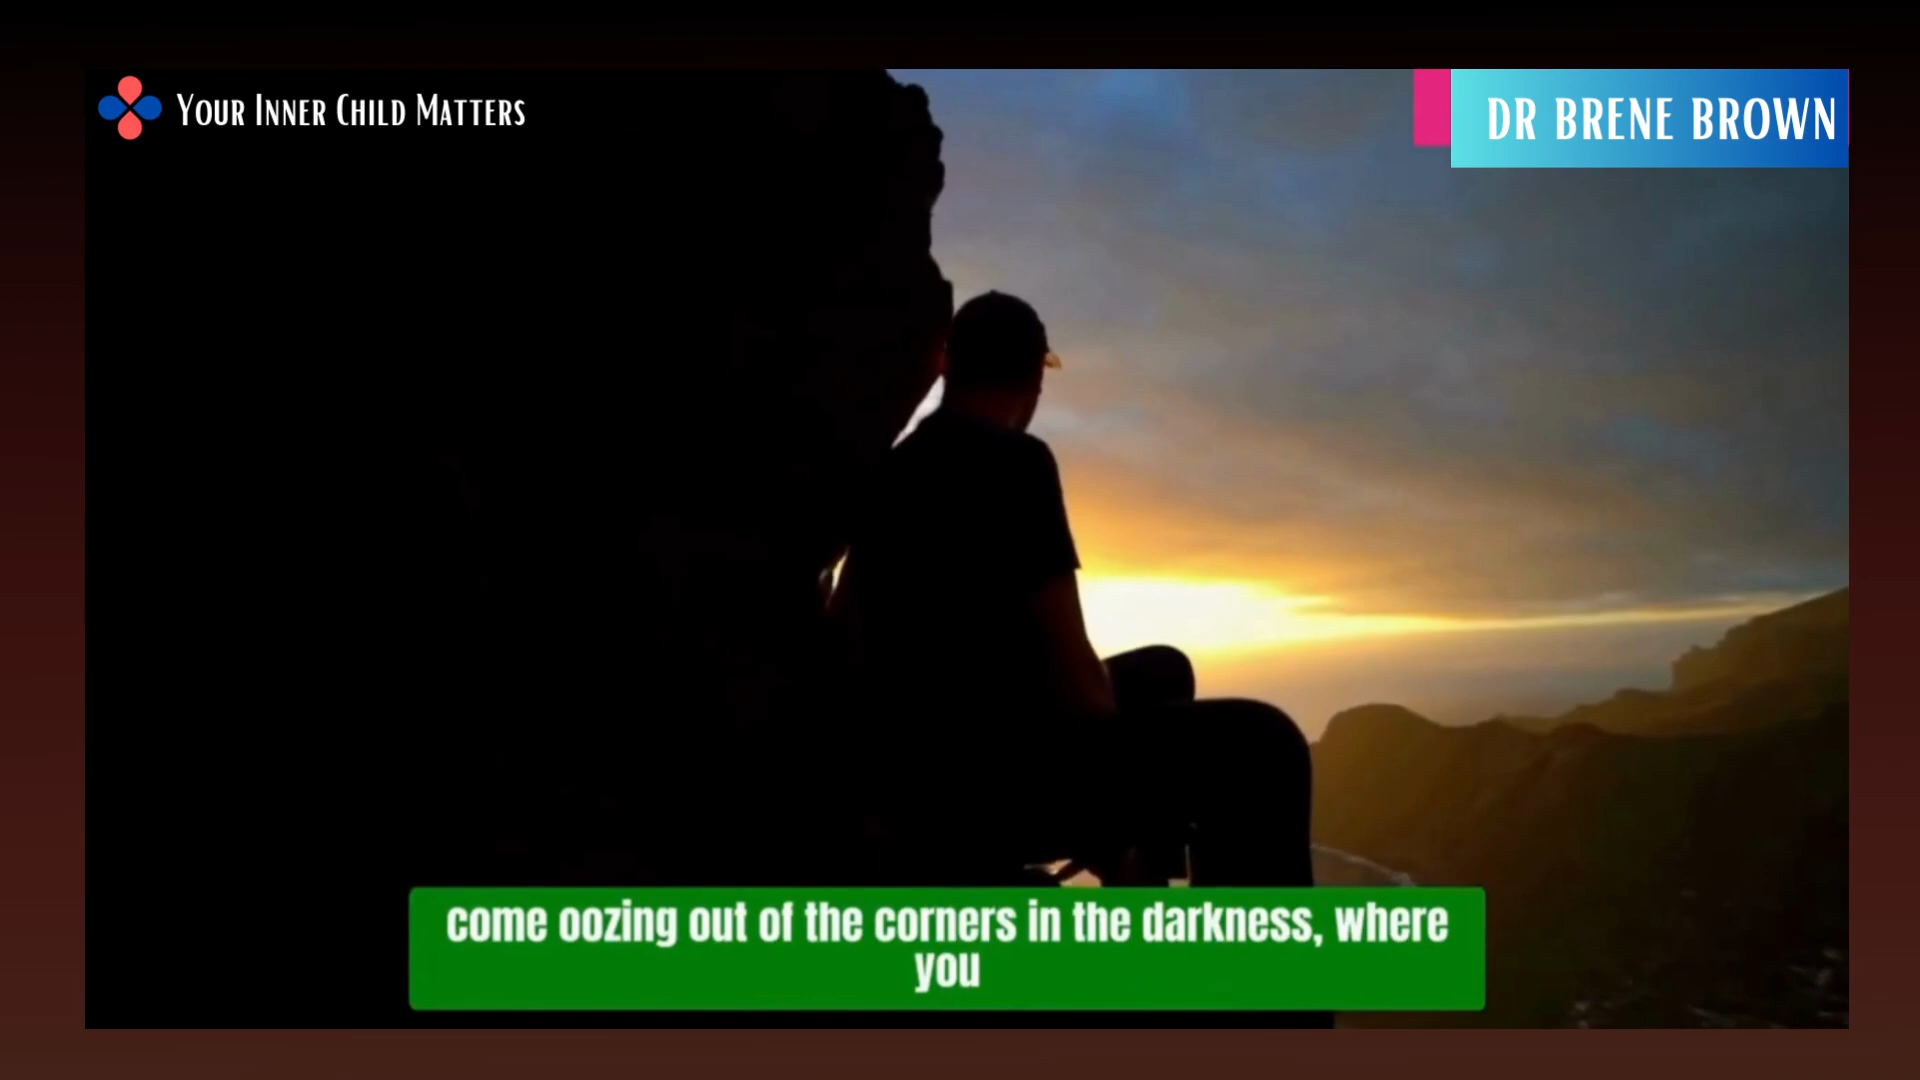 Your Inner Child Matters
DR BRENE BROWN
come oozing out of the corners in the darkness, where
you